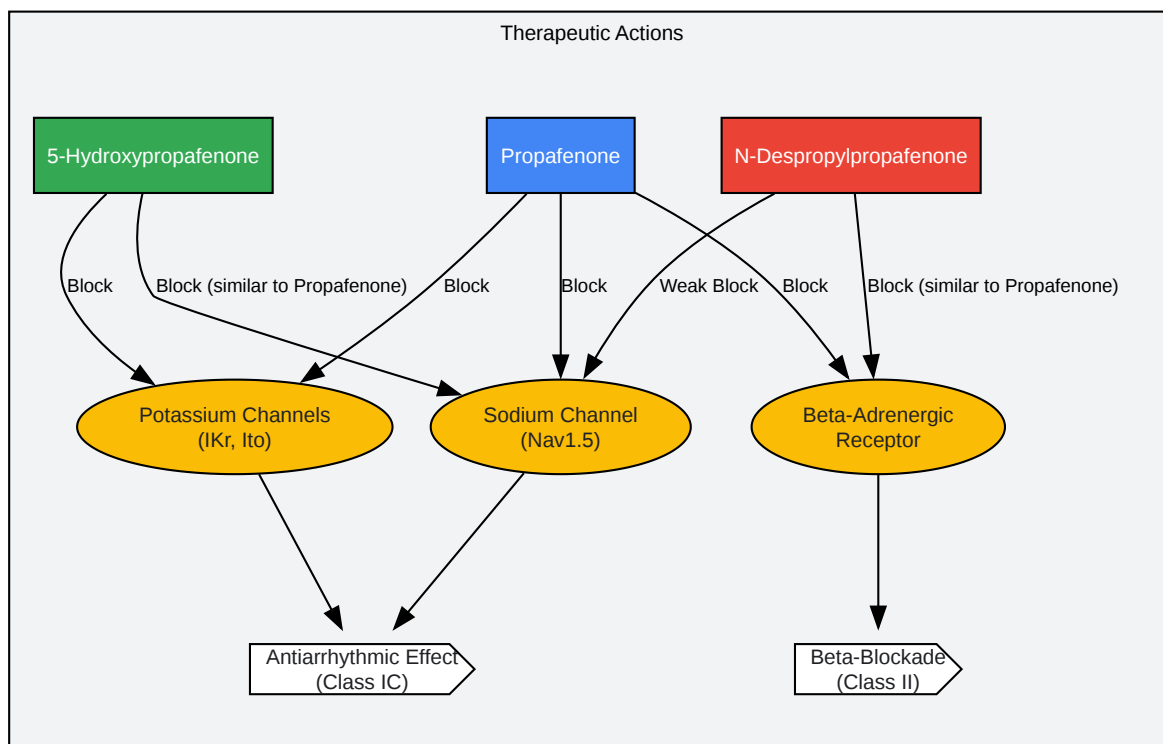 Therapeutic Actions
5-Hydroxypropafenone
Propafenone
N-Despropylpropafenone
Block
Block (similar to Propafenone)
Block
Block
Weak Block
Block
Block (similar to Propafenone)
Potassium Channels
(IKr, Ito)
Sodium Channel
(Nav1.5)
Beta-Adrenergic
Receptor
Antiarrhythmic Effect
(Class IC)
Beta-Blockade
(Class II)